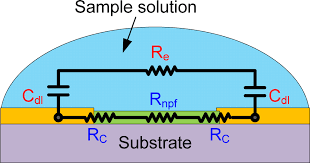 Sample solution
Re
Cdl
Cdl
Rnpf
RC
RC
Substrate